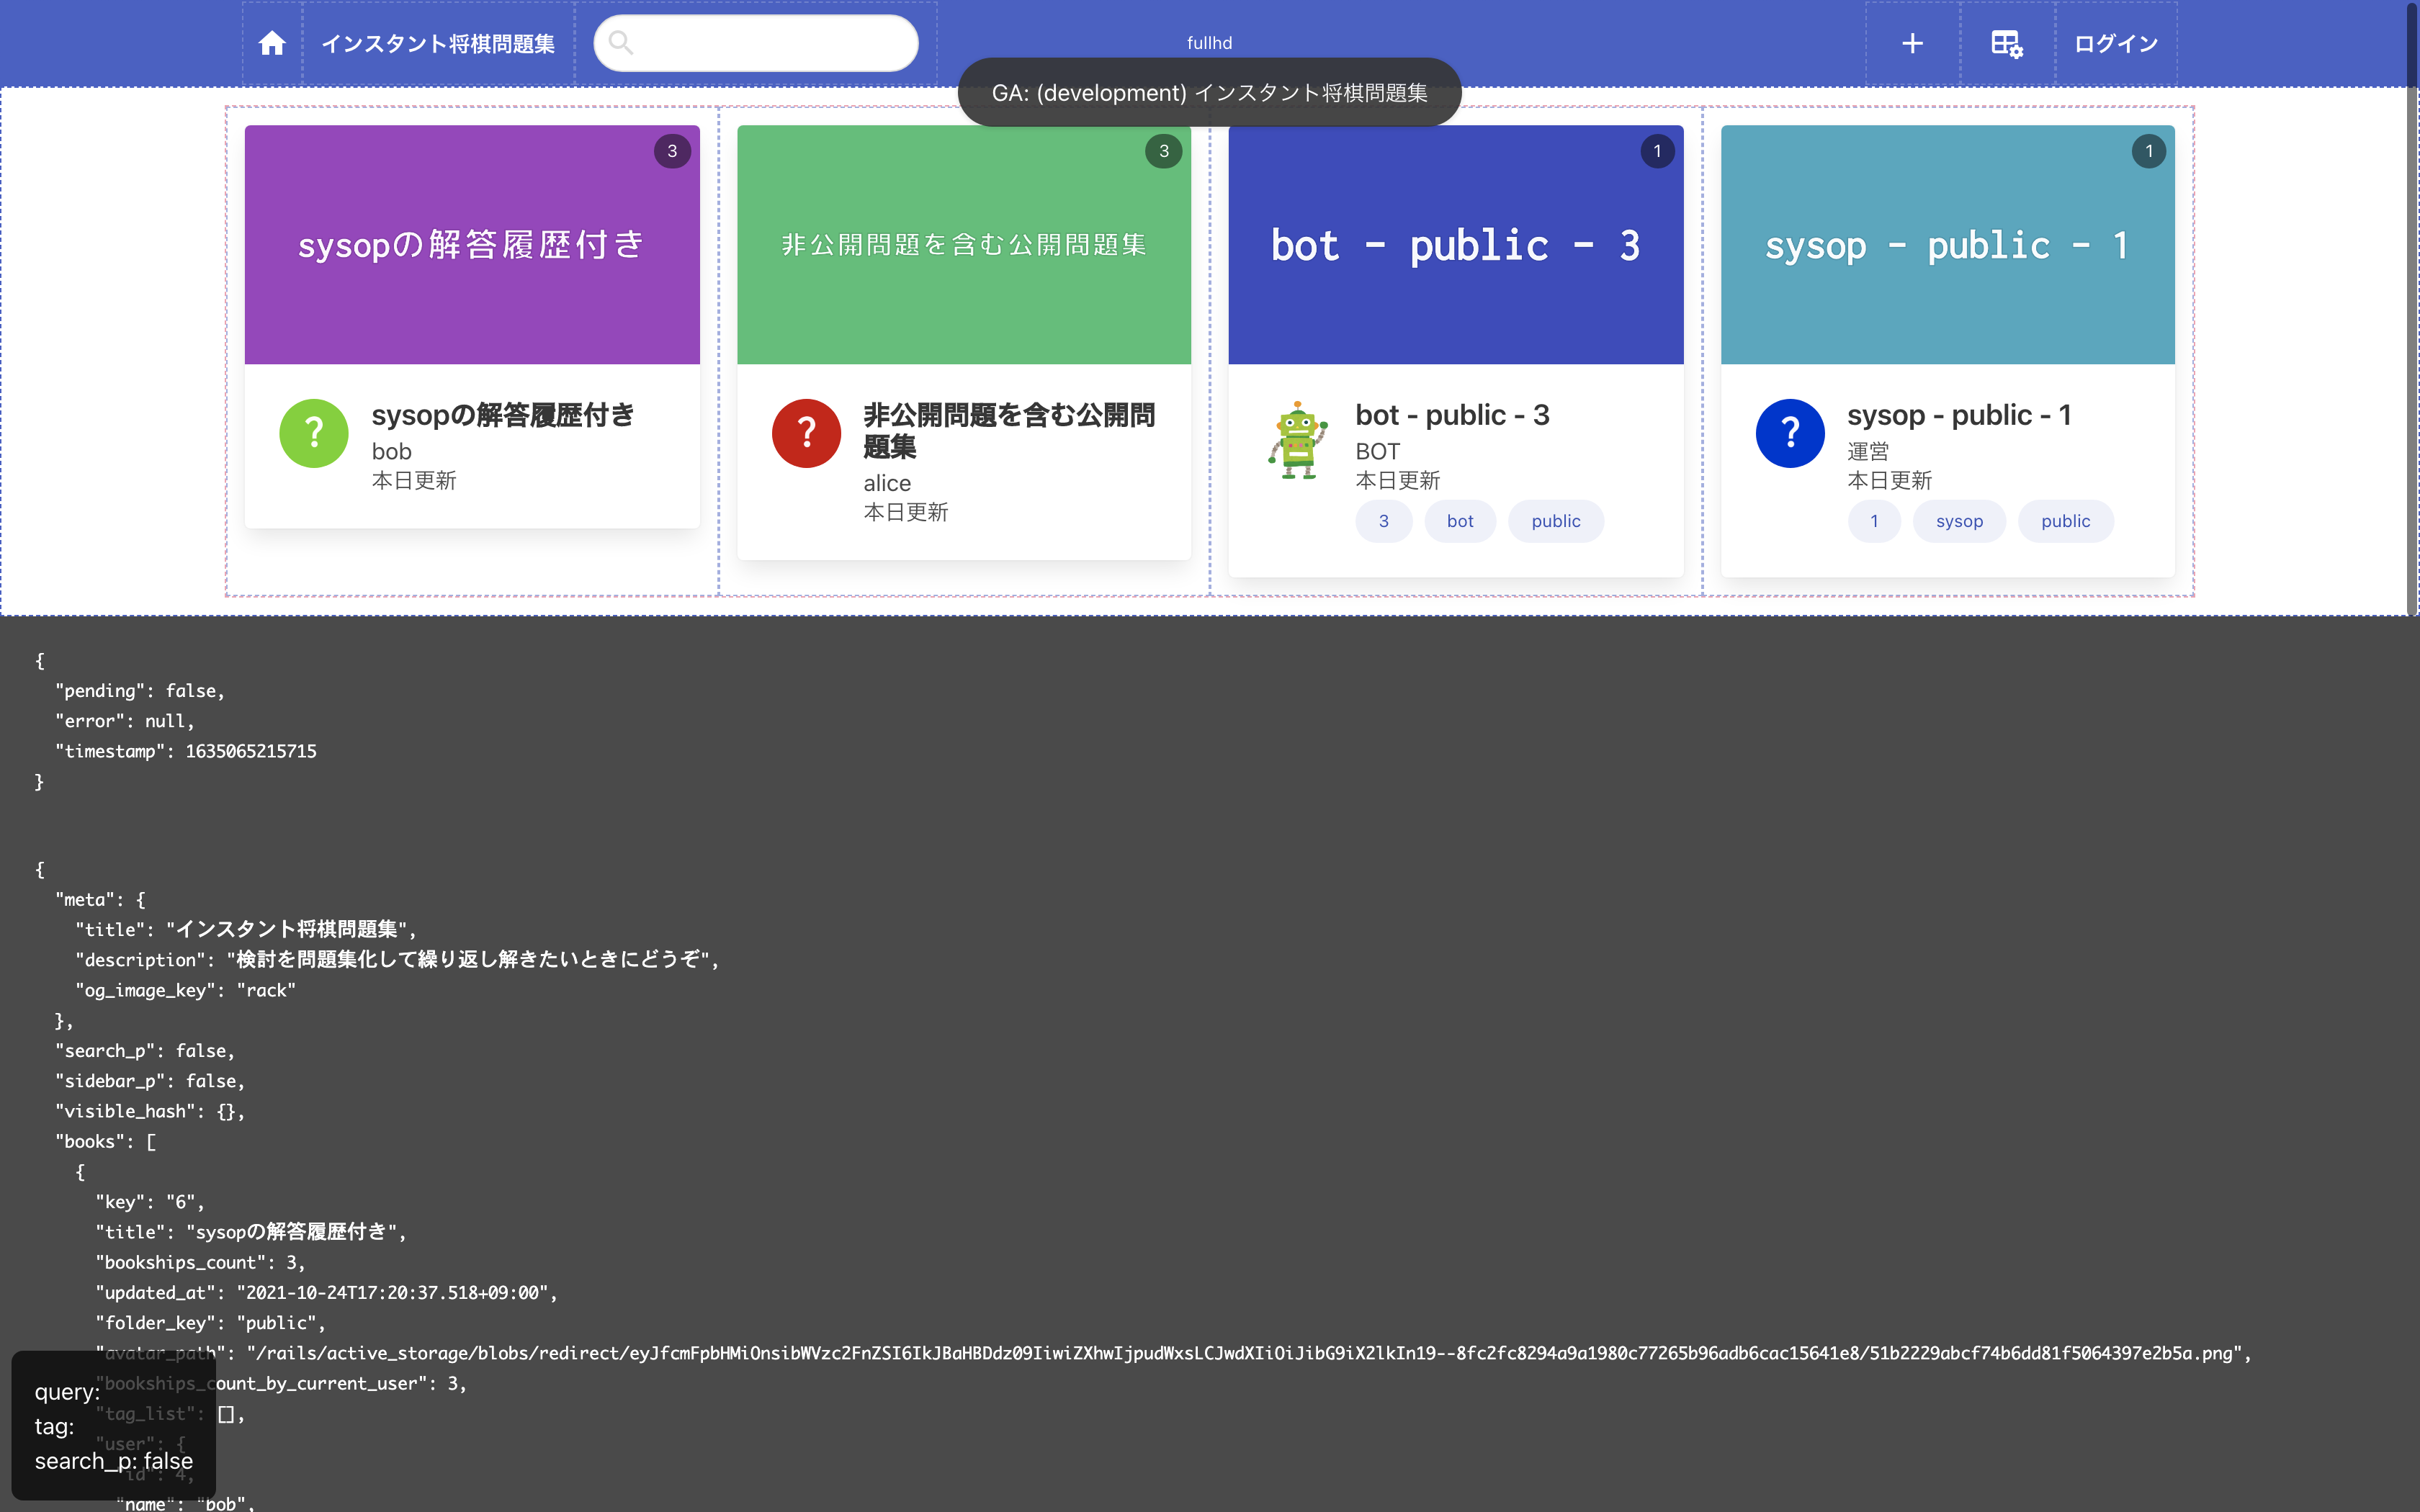 インスタント将棋問題集
fullhd
ログイン
GA: (development) インスタント将棋問題集
3
sysopの解答履歴付き
?
sysopの解答履歴付き
bob
本日更新
3
非公開問題を含む公開問題集
?
非公開問題を含む公開問
題集
alice
本日更新
1
bot - public - 3
bot - public - 3
BOT
本日更新
3 bot public
1
sysop - public - 1
?
sysop - public - 1
運営
本日更新
1 sysop public
{
"pending": false,
"error": null,
"timestamp": 1635065215715
}
{
"meta": {
"title": "インスタント将棋問題集",
"description": "検討を問題集化して繰り返し解きたいときにどうぞ",
"og_image_key": "rack"
},
"search_p": false,
"sidebar_p": false,
"visible_hash": {},
"books": [
{
"key": "6",
"title": "sysopの解答履歴付き",
"bookships_count": 3,
"updated_at": "2021-10-24T17:20:37.518+09:00",
"folder_key": "public",
"avatar_path": "/rails/active_storage/blobs/redirect/eyJfcmFpbHMiOnsibWVzc2FnZSI6IkJBaHBDdz09IiwiZXhwIjpudWxsLCJwdXIiOiJibG9iX2lkIn19--8fc2fc8294a9a1980c77265b96adb6cac15641e8/51b2229abcf74b6dd81f5064397e2b5a.png",
"bookships_count_by_current_user": 3,
"tag_list": [],
"user": {
"id": 4,
"name": "bob",
query:
tag:
search_p: false